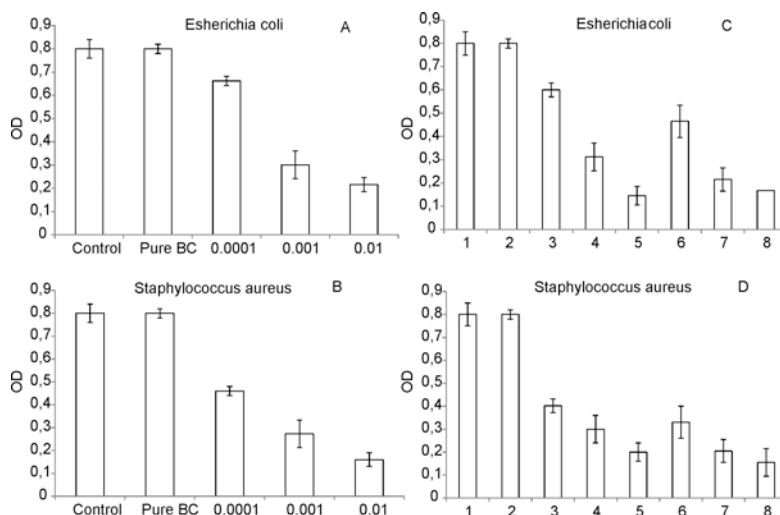 Esherichia coli
A
0,9
0,8
0,7
0,6
0,5
0,4
0,3
0,2
0,1
0
OD
Control Pure BC 0.0001 0.001 0.01
Esherichiacoli
C
0,9
0,8
0,7
0,6
0,5
0,4
0,3
0,2
0,1
0
OD
1 2 3 4 5 6 7 8
Staphylococcus aureus
B
0,9
0,8
0,7
0,6
0,5
0,4
0,3
0,2
0,1
0
OD
Control Pure BC 0.0001 0.001 0.01
Staphylococcus aureus
D
0,9
0,8
0,7
0,6
0,5
0,4
0,3
0,2
0,1
0
OD
1 2 3 4 5 6 7 8